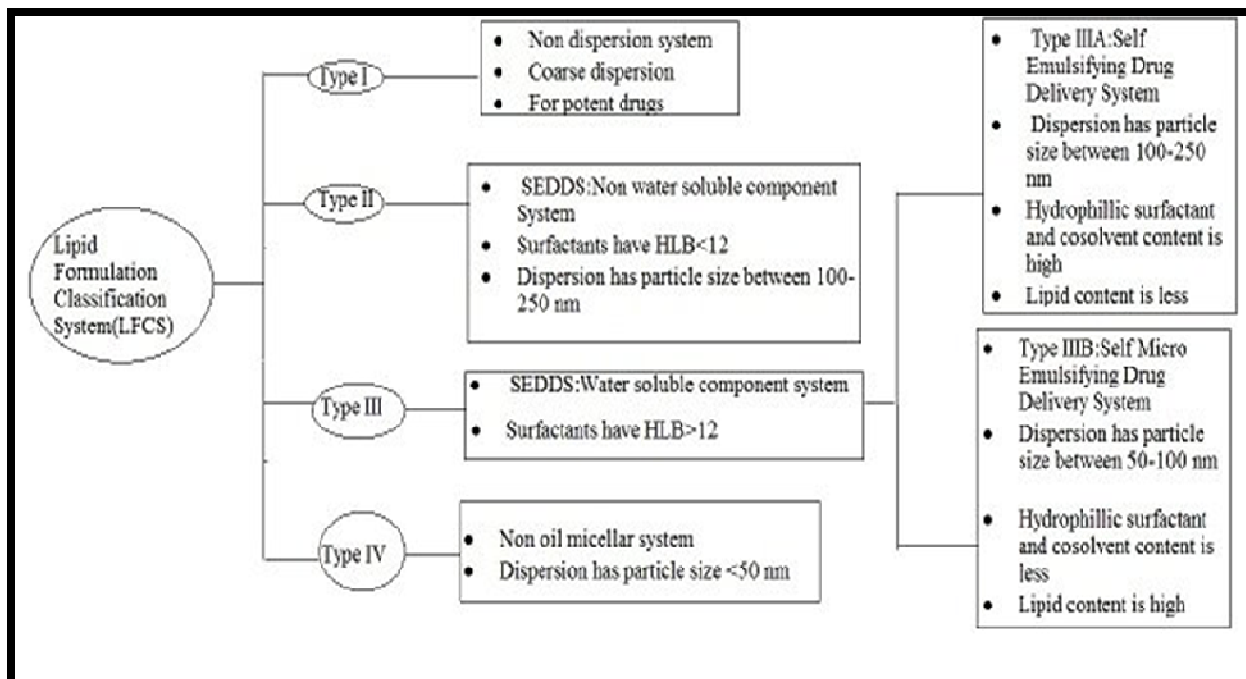 Lipid
Formulation
Classification
System(LFCS)
Type I
Non dispersion system
Coarse dispersion
For potent drugs
Type II
SEDDS:Non water soluble component
System
Surfactants have HLB<12
Dispersion has particle size between 100-
250 nm
Type III
SEDDS:Water soluble component system
Surfactants have HLB>12
Type IV
Non oil micellar system
Dispersion has particle size <50 nm
Type IIIA:Self
Emulsifying Drug
Delivery System
Dispersion has particle
size between 100-250
nm
Hydrophillic surfactant
and cosolvent content is
high
Lipid content is less
Type IIIB:Self Micro
Emulsifying Drug
Delivery System
Dispersion has particle
size between 50-100 nm
Hydrophillic surfactant
and cosolvent content is
less
Lipid content is high